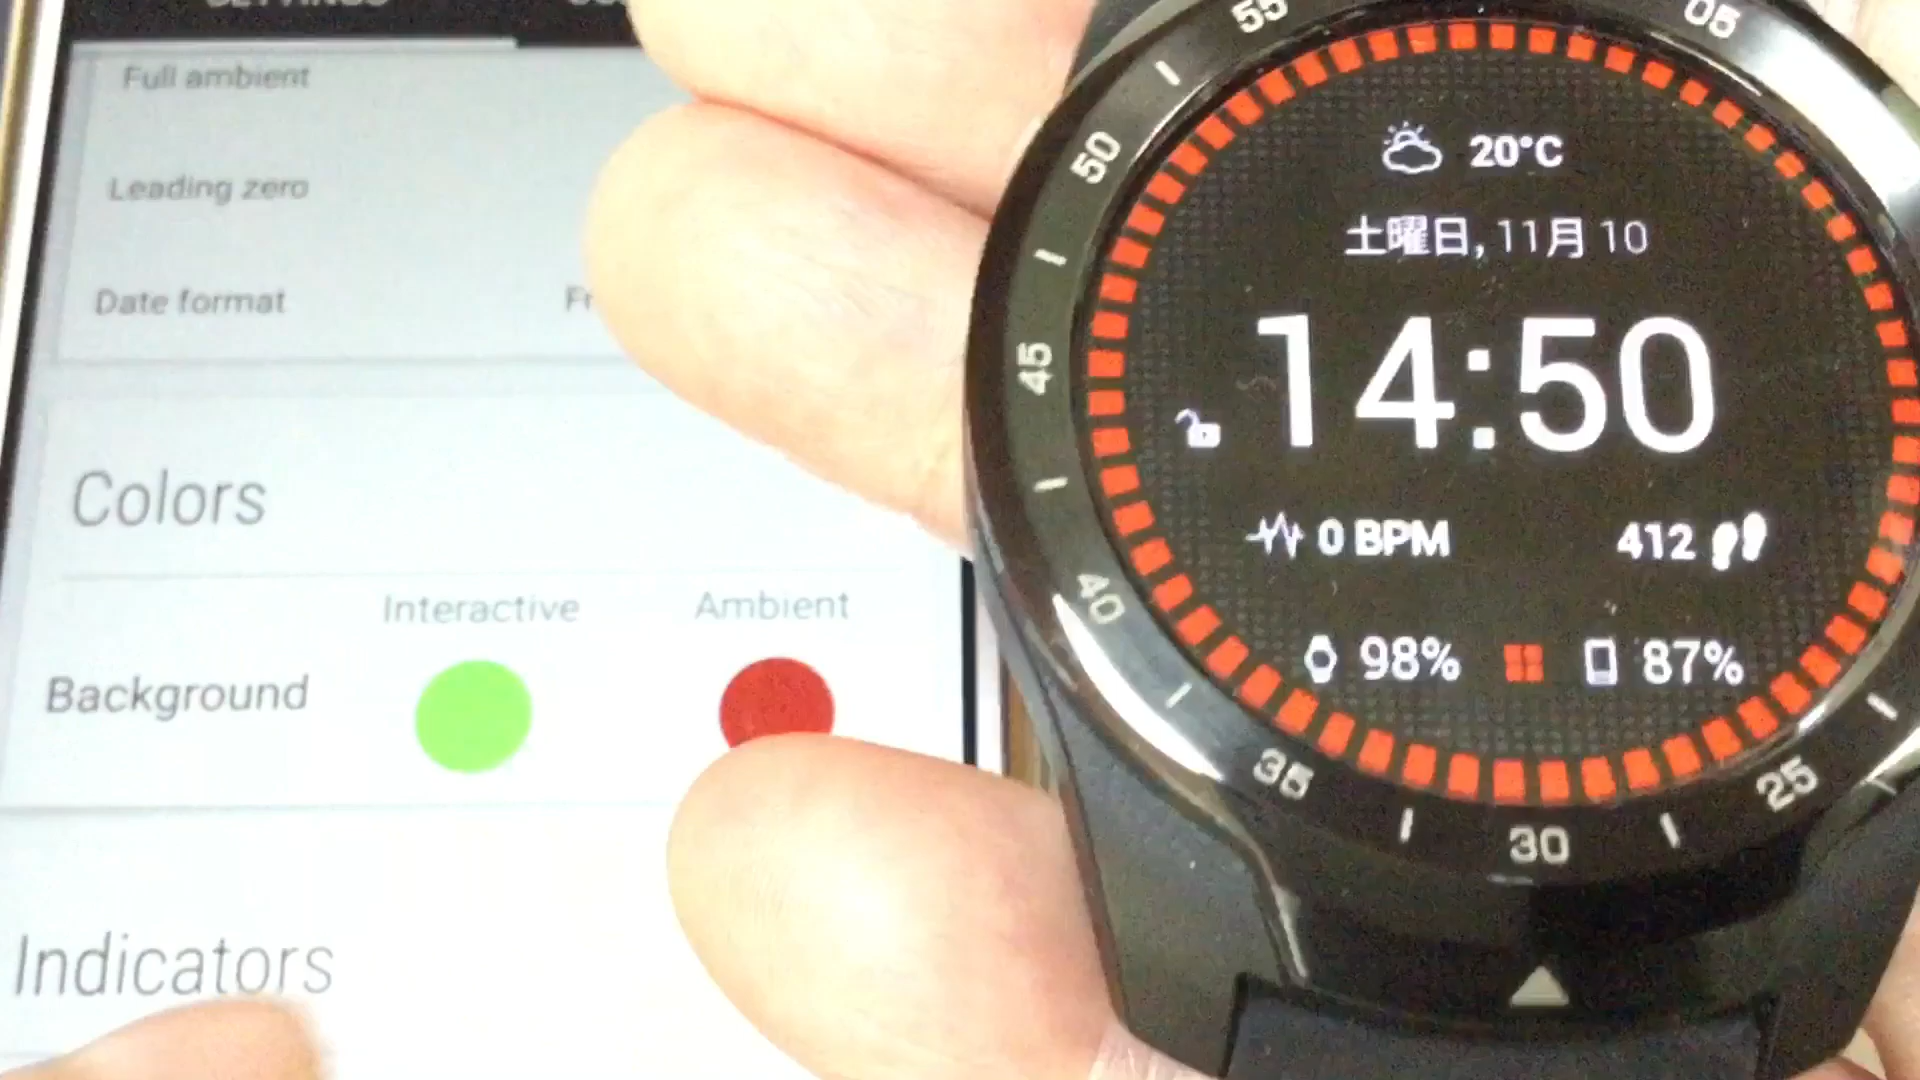 SETTINGS
Full ambient
Leading zero
Date format
Colors
Interactive Ambient
Background
Indicators
55
05
50
45
40
35
30
25
20°C
土曜日, 11月 10
14:50
0 BPM
412
98%
87%